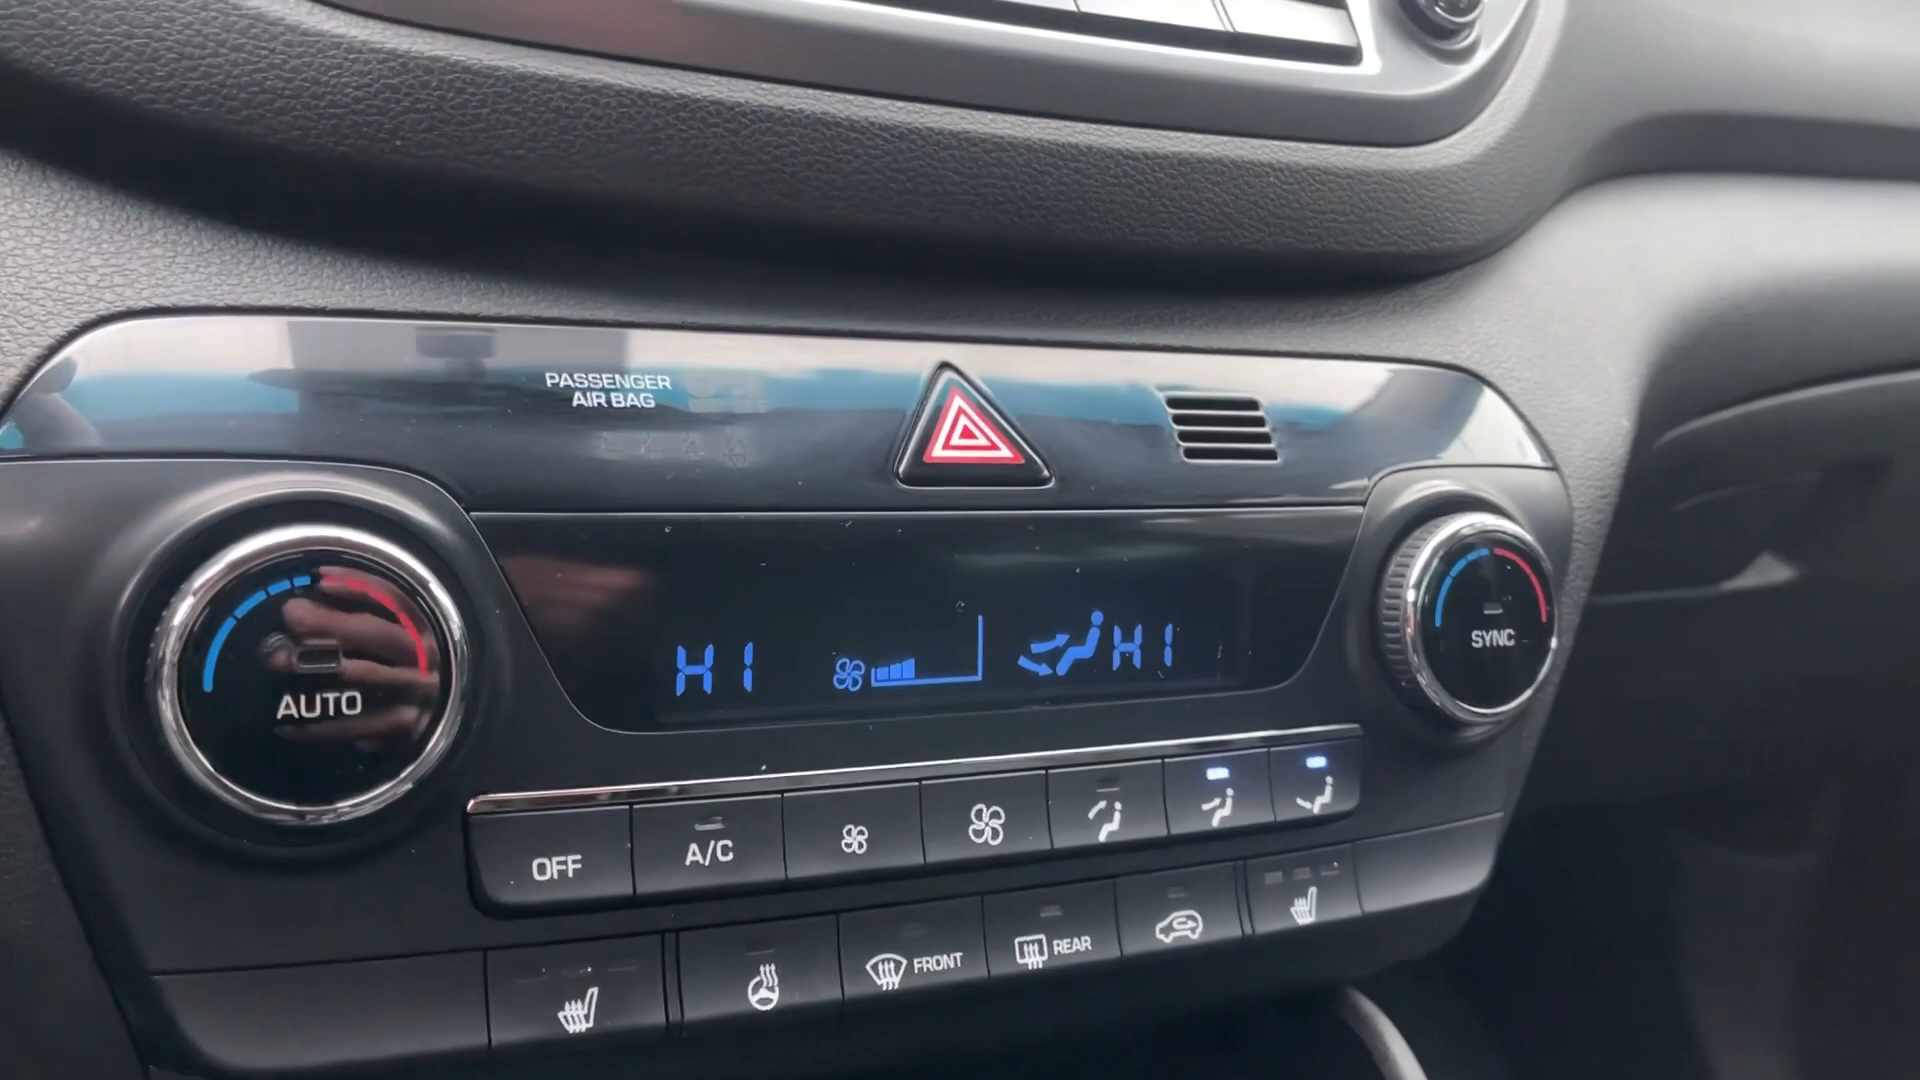 PASSENGER
AIR BAG
AUTO
HI
HI
SYNC
OFF
A/C
FRONT
REAR